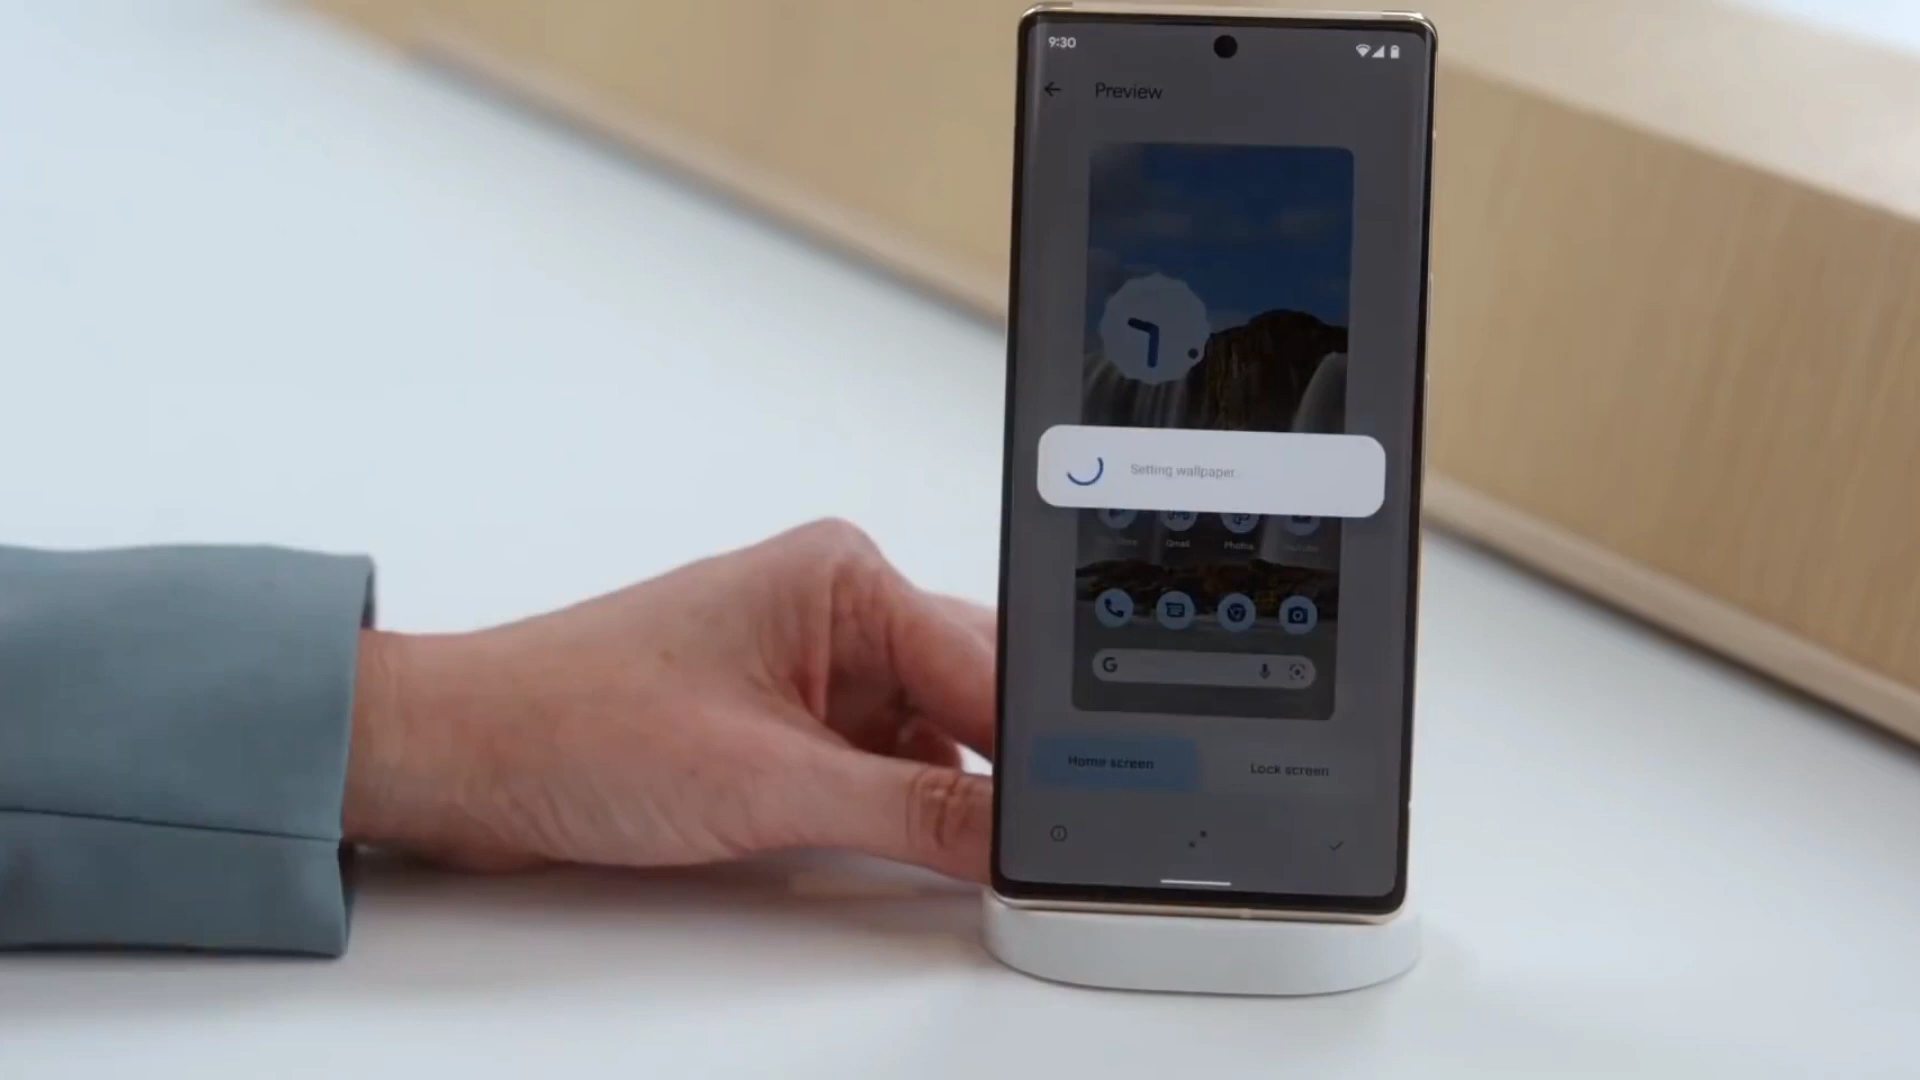 9:30
Preview
Setting wallpaper...
Gmail
Photos
G
Home screen
Lock screen